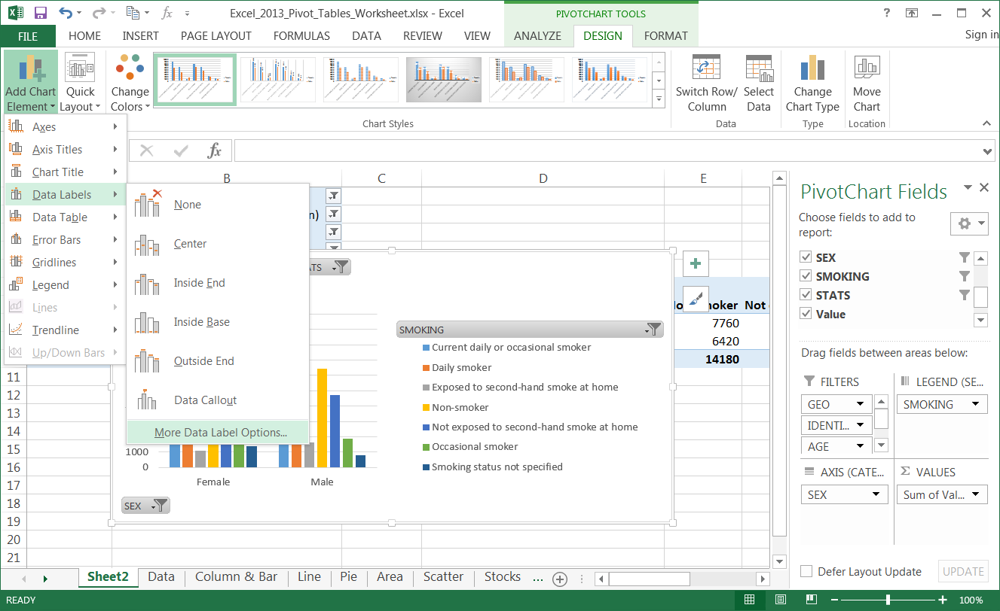 Excel_2013_Pivot_Tables_Worksheet.xlsx - Excel
PIVOTCHART TOOLS
FILE HOME INSERT PAGE LAYOUT FORMULAS DATA REVIEW VIEW ANALYZE DESIGN FORMAT Sign in
Add Chart Element
Quick Layout
Change Colors
Switch Row/ Column
Select Data
Change Chart Type
Move Chart
Chart Styles
Data
Type
Location
Axes
Axis Titles
Chart Title
Data Labels
Data Table
Error Bars
Gridlines
Legend
Lines
Trendline
Up/Down Bars
None
Center
Inside End
Inside Base
Outside End
Data Callout
More Data Label Options...
fx
B C D E
n)
ATS
SMOKING
Current daily or occasional smoker
Daily smoker
Exposed to second-hand smoke at home
Non-smoker
Not exposed to second-hand smoke at home
Occasional smoker
Smoking status not specified
1000
0
Female Male
SEX
moker Not
7760
6420
14180
11
12
13
14
15
16
17
18
19
20
21
PivotChart Fields
Choose fields to add to
report:
SEX
SMOKING
STATS
Value
Drag fields between areas below:
FILTERS
GEO
IDENTI...
AGE
LEGEND (SE...
SMOKING
AXIS (CATE...
SEX
Σ VALUES
Sum of Val...
Defer Layout Update UPDATE
Sheet2 Data Column & Bar Line Pie Area Scatter Stocks ...
READY 100%